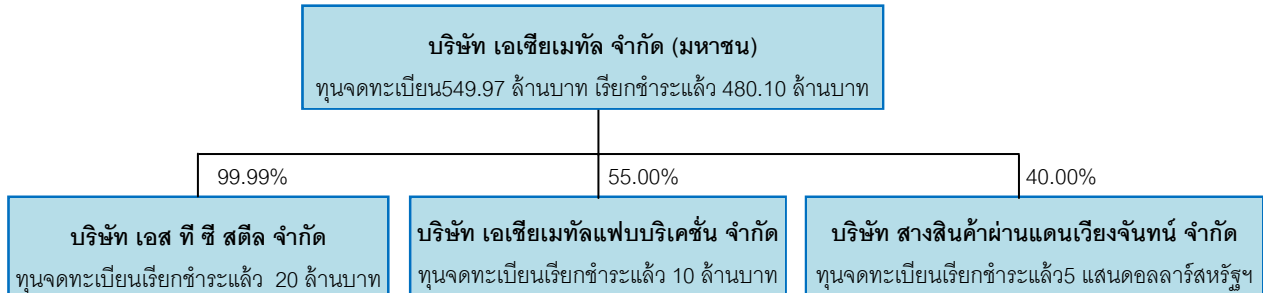 บริษัท เอเซียเมทัล จำกัด (มหาชน)
ทุนจดทะเบียน549.97 ล้านบาท เรียกชำระแล้ว 480.10 ล้านบาท
99.99%
55.00%
40.00%
บริษัท เอส ที ซี สตีล จำกัด
ทุนจดทะเบียนเรียกชำระแล้ว 20 ล้านบาท
บริษัท เอเชียเมทัลแฟบบริเคชั่น จำกัด
ทุนจดทะเบียนเรียกชำระแล้ว 10 ล้านบาท
บริษัท สางสินค้าผ่านแดนเวียงจันทน์ จำกัด
ทุนจดทะเบียนเรียกชำระแล้ว5 แสนดอลลาร์สหรัฐฯ